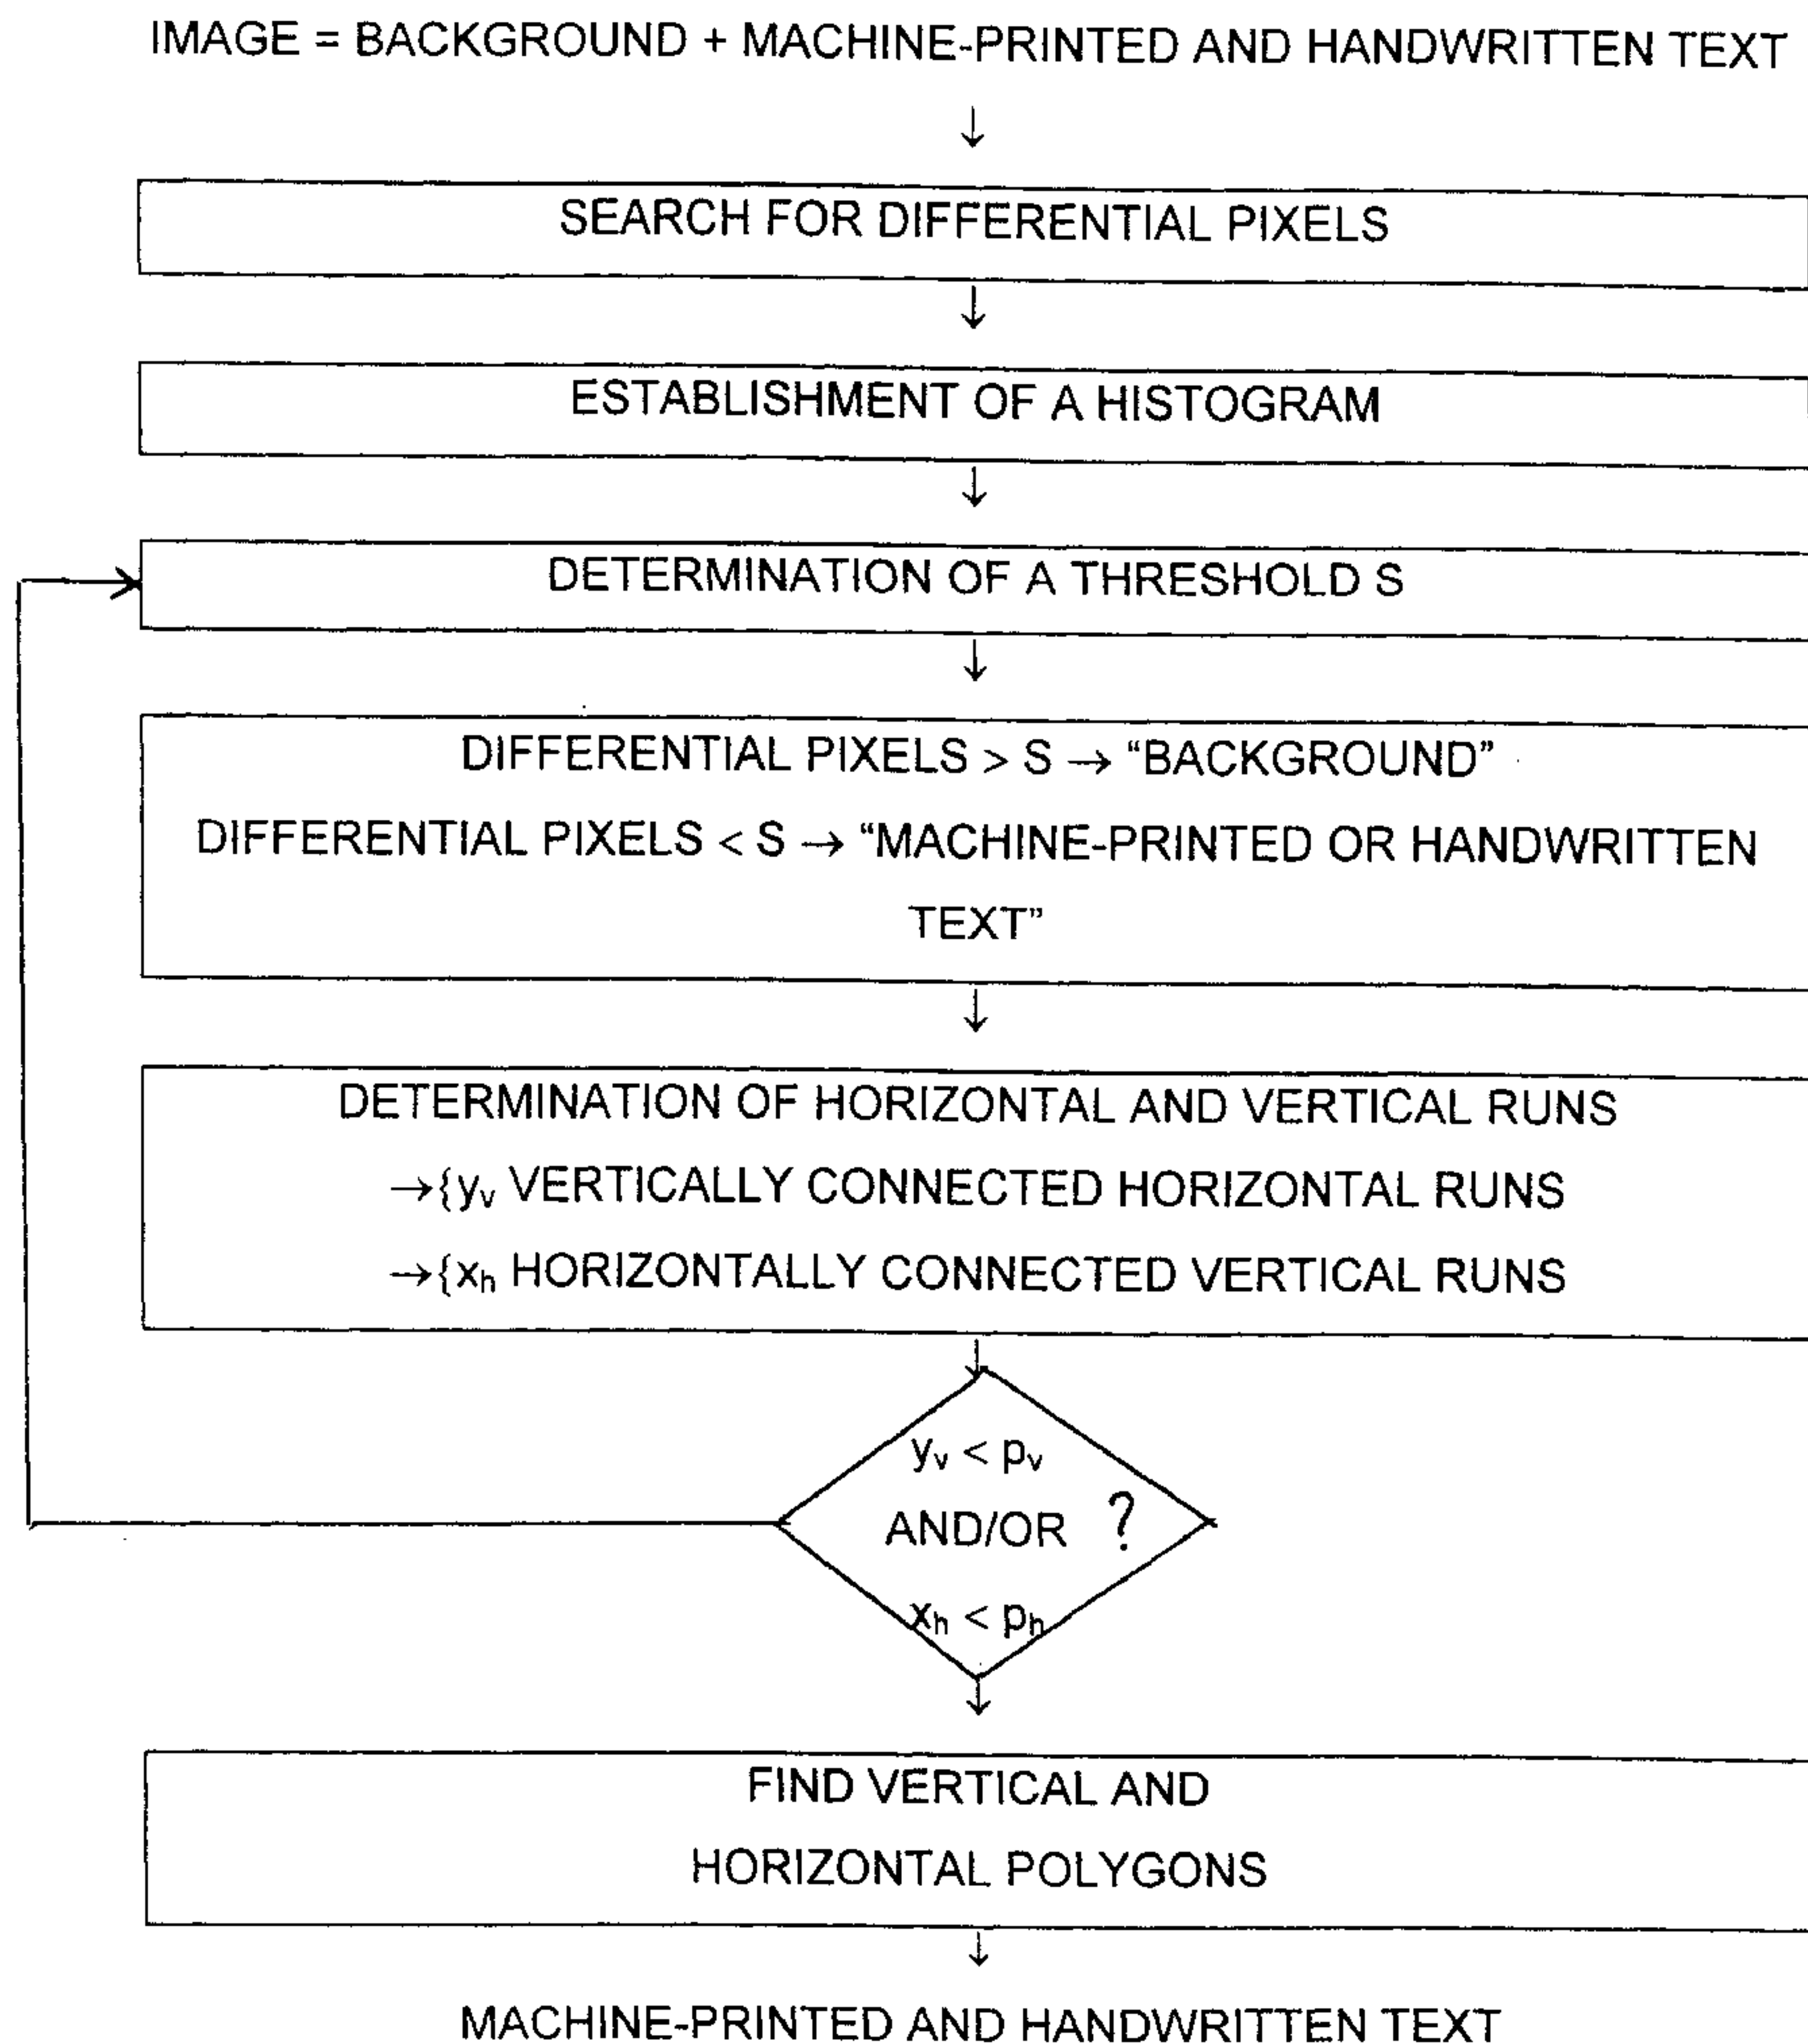 IMAGE = BACKGROUND + MACHINE-PRINTED AND HANDWRITTEN TEXT
SEARCH FOR DIFFERENTIAL PIXELS
ESTABLISHMENT OF A HISTOGRAM
DETERMINATION OF A THRESHOLD S
DIFFERENTIAL PIXELS > S → “BACKGROUND”
DIFFERENTIAL PIXELS < S → “MACHINE-PRINTED OR HANDWRITTEN
TEXT”
DETERMINATION OF HORIZONTAL AND VERTICAL RUNS
→{yᵥ VERTICALLY CONNECTED HORIZONTAL RUNS
→{xₕ HORIZONTALLY CONNECTED VERTICAL RUNS
yᵥ < pᵥ
AND/OR ?
xₕ < pₕ
FIND VERTICAL AND
HORIZONTAL POLYGONS
MACHINE-PRINTED AND HANDWRITTEN TEXT